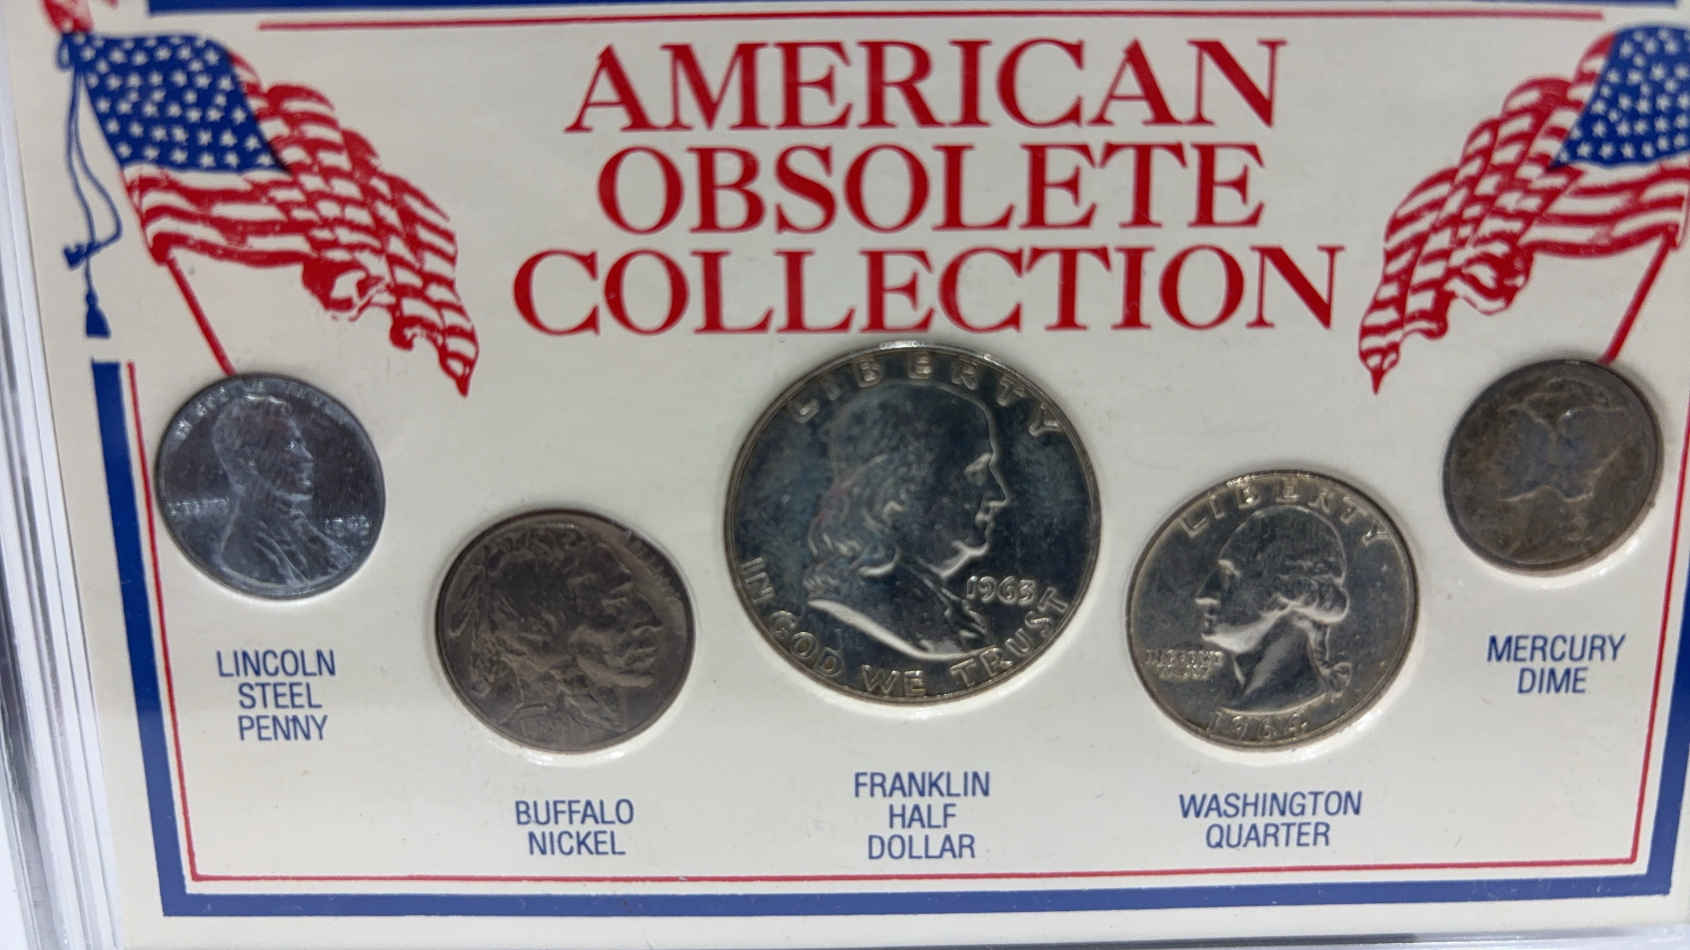 AMERICAN
OBSOLETE
COLLECTION
LIBERTY
1963
IN GOD WE TRUST
LIBERTY
1964
LINCOLN
STEEL
PENNY
BUFFALO
NICKEL
FRANKLIN
HALF
DOLLAR
WASHINGTON
QUARTER
MERCURY
DIME